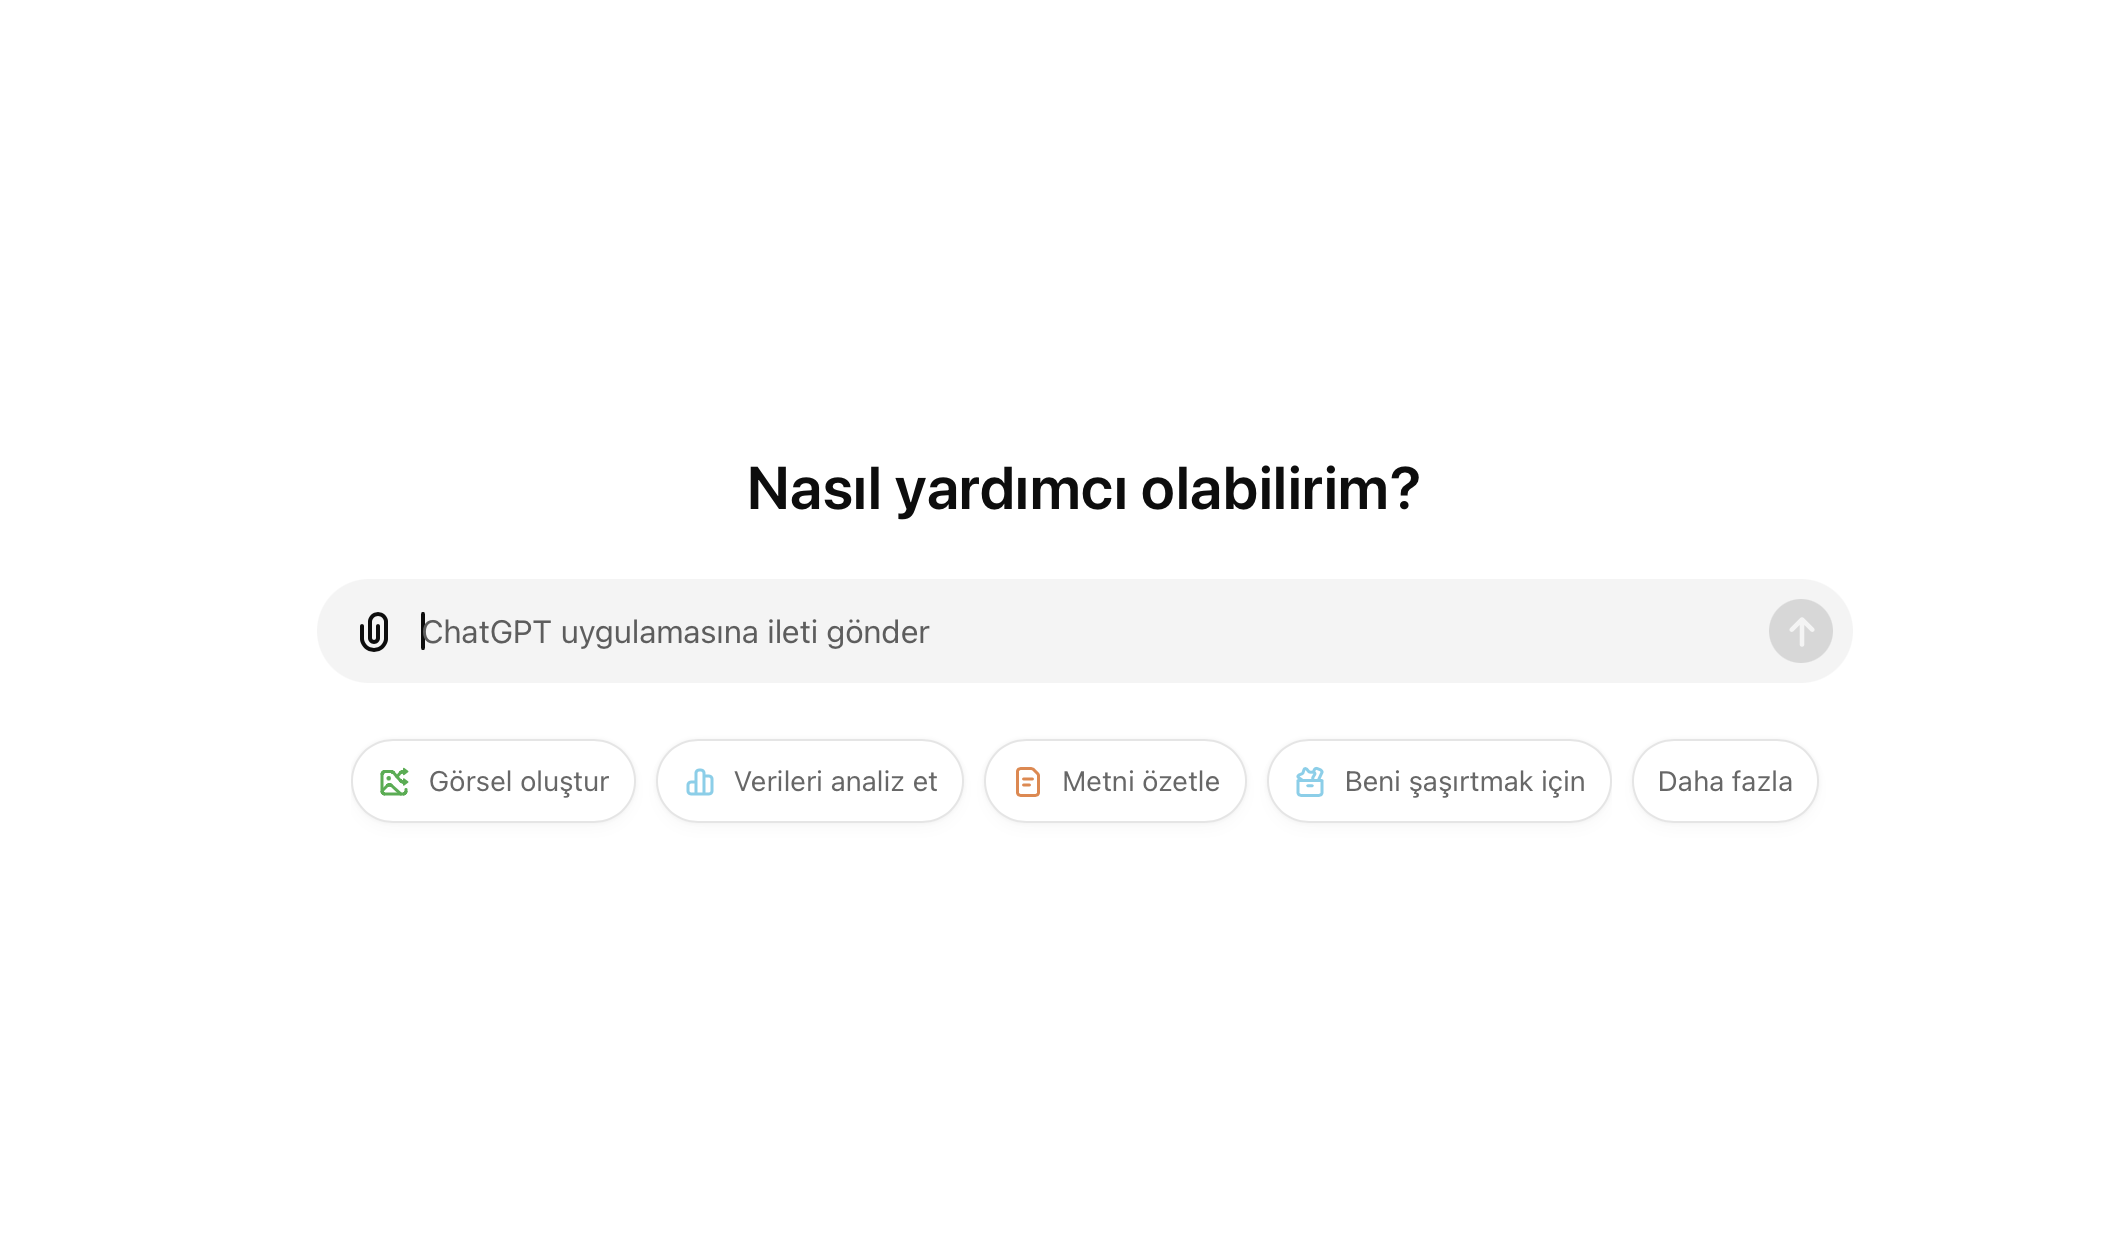 Nasıl yardımcı olabilirim?
ChatGPT uygulamasına ileti gönder
Görsel oluştur
Verileri analiz et
Metni özetle
Beni şaşırtmak için
Daha fazla